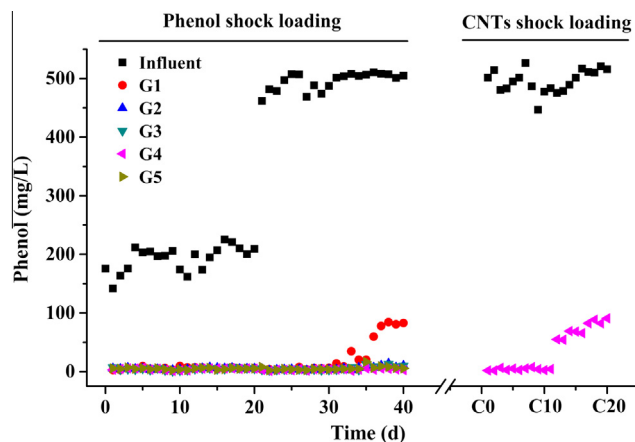 Phenol shock loading
CNTs shock loading
Influent
G1
G2
G3
G4
G5
Phenol (mg/L)
500
400
300
200
100
0
0
10
20
30
40
C0
C10
C20
Time (d)